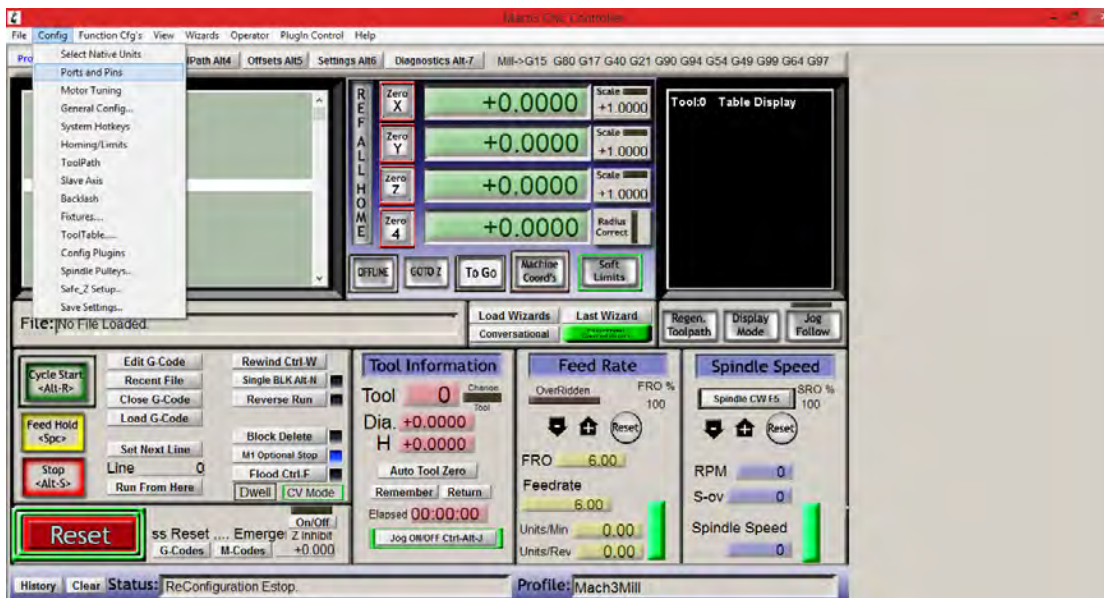 Mach3 CNC Controller
File Config Function Cfg's View Wizards Operator PlugIn Control Help
Select Native Units
Ports and Pins
Motor Tuning
General Config...
System Hotkeys
Homing/Limits
ToolPath
Slave Axis
Backlash
Fixtures....
ToolTable.....
Config Plugins
Spindle Pulleys..
Safe_Z Setup..
Save Settings...
Pro
Path Alt4 Offsets Alt5 Settings Alt6 Diagnostics Alt-7 Mill->G15 G80 G17 G40 G21 G90 G94 G54 G49 G99 G64 G97
REF ALL HOME
Zero X +0.0000 Scale +1.0000
Zero Y +0.0000 Scale +1.0000
Zero Z +0.0000 Scale +1.0000
Zero 4 +0.0000 Radius Correct
OFFLINE GOTO Z To Go Machine Coord's Soft Limits
Tool:0 Table Display
File: No File Loaded.
Load Wizards Last Wizard
Conversational
Regen. Toolpath Display Mode Jog Follow
Cycle Start <Alt-R>
Feed Hold <Spc>
Stop <Alt-S>
Edit G-Code Rewind Ctrl-W
Recent File Single BLK Alt-N
Close G-Code Reverse Run
Load G-Code
Block Delete
Set Next Line M1 Optional Stop
Line 0 Flood Ctrl-F
Run From Here Dwell CV Mode
Reset
ss Reset .... Emerge
On/Off
Z Inhibit
G-Codes M-Codes +0.000
Tool Information
Tool 0 Change Tool
Dia. +0.0000
H +0.0000
Auto Tool Zero
Remember Return
Elapsed 00:00:00
Jog ON/OFF Ctrl-Alt-J
Feed Rate
OverRidden FRO % 100
Reset
FRO 6.00
Feedrate
6.00
Units/Min 0.00
Units/Rev 0.00
Spindle Speed
Spindle CW F5 SRO % 100
Reset
RPM 0
S-ov 0
Spindle Speed
0
History Clear Status: ReConfiguration Estop. Profile: Mach3Mill